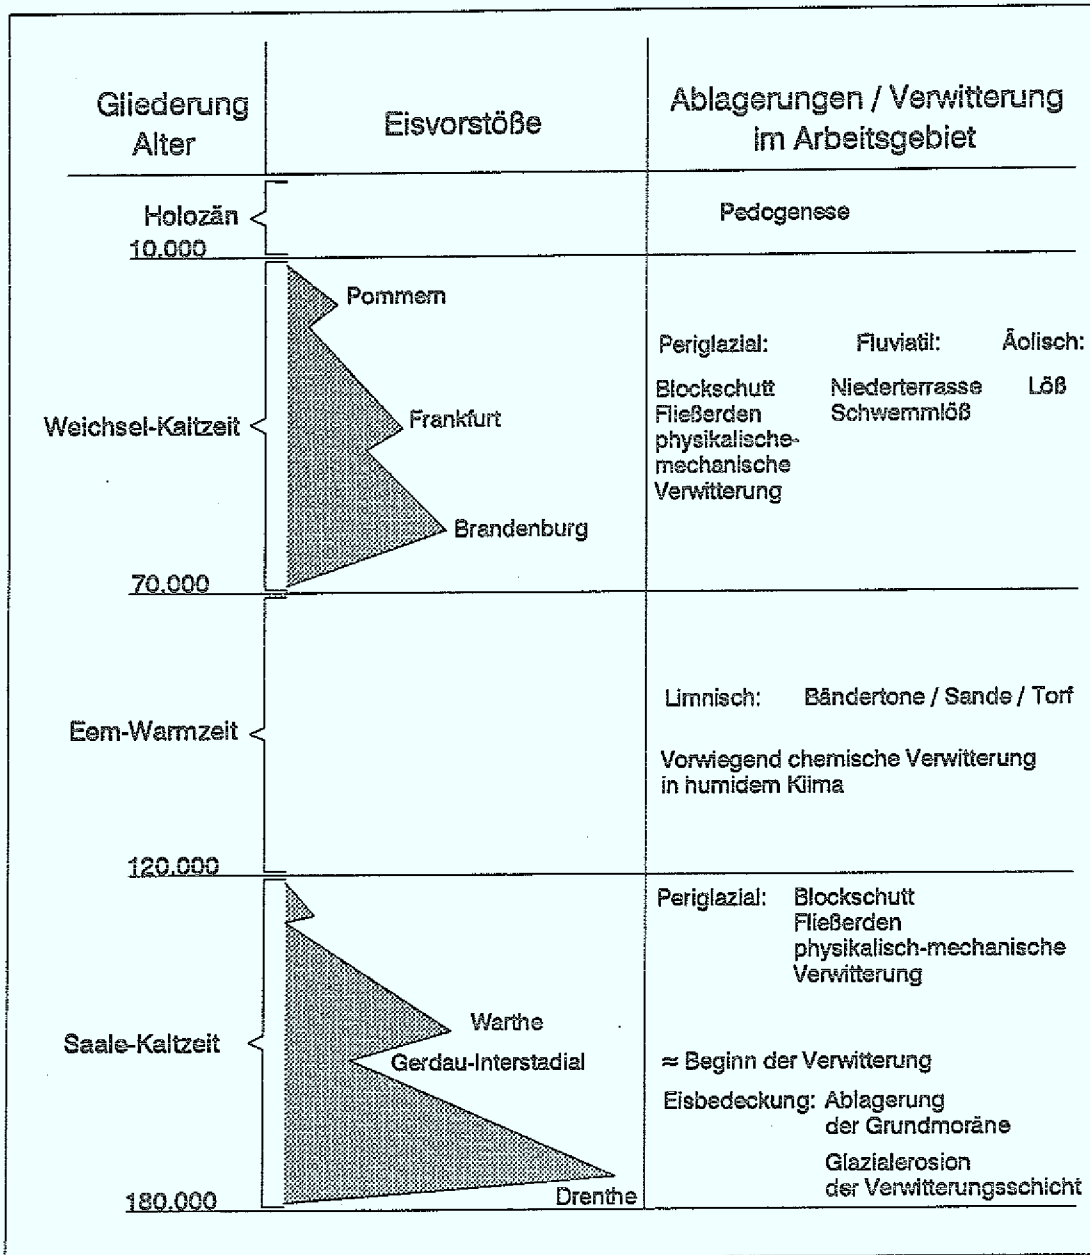 Gliederung
Alter
Eisvorstöße
Ablagerungen / Verwitterung
im Arbeitsgebiet
Holozän
Pedogenese
10.000
Pommern
Periglazial:
Fluviatil:
Äolisch:
Blockschutt
Fließerden
physikalische-
mechanische
Verwitterung
Niederterrasse
Schwemmlöß
Löß
Weichsel-Kaltzeit
Frankfurt
Brandenburg
70.000
Eem-Warmzeit
Limnisch: Bändertone / Sande / Torf
Vorwiegend chemische Verwitterung
in humidem Klima
120.000
Periglazial: Blockschutt
Fließerden
physikalisch-mechanische
Verwitterung
Saale-Kaltzeit
Warthe
Gerdau-Interstadial
≈ Beginn der Verwitterung
Eisbedeckung: Ablagerung
der Grundmoräne
Glazialerosion
der Verwitterungsschicht
Drenthe
180.000